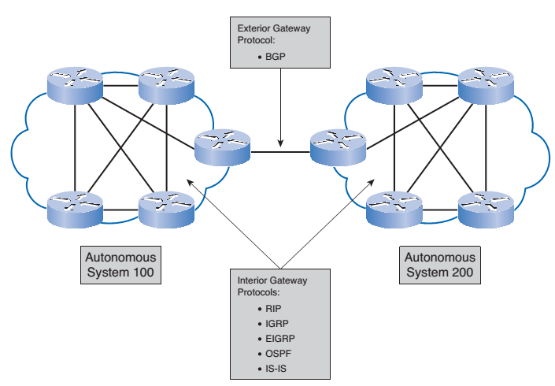 Exterior Gateway
Protocol:
• BGP
Autonomous
System 100
Autonomous
System 200
Interior Gateway
Protocols:
• RIP
• IGRP
• EIGRP
• OSPF
• IS-IS